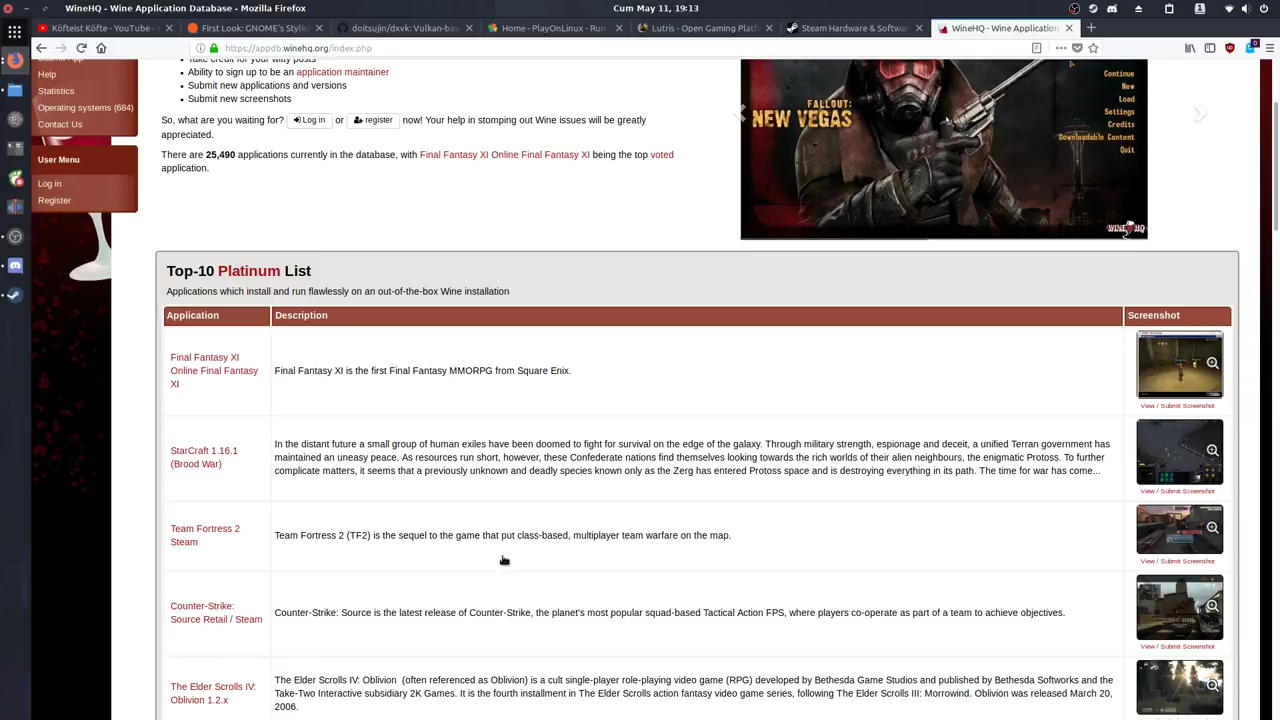 Cum May 11, 19:13
Köfteist Köfte - YouTube - Y
First Look: GNOME's Stylis
doitsujin/dxvk: Vulkan-bas
Home - PlayOnLinux - Run
Lutris - Open Gaming Platf
Steam Hardware & Softwar
WineHQ - Wine Application
https://appdb.winehq.org/index.php
Help
Statistics
Operating systems (684)
Contact Us
User Menu
Log in
Register
Take credit for your witty posts
Ability to sign up to be an application maintainer
Submit new applications and versions
Submit new screenshots
So, what are you waiting for? Log in or register now! Your help in stomping out Wine issues will be greatly
appreciated.
There are 25,490 applications currently in the database, with Final Fantasy XI Online Final Fantasy XI being the top voted
application.
FALLOUT:
NEW VEGAS
Continue
New
Load
Settings
Credits
Downloadable Content
Quit
WINEHQ
Top-10 Platinum List
Applications which install and run flawlessly on an out-of-the-box Wine installation
Application Description Screenshot
Final Fantasy XI
Online Final Fantasy
XI
Final Fantasy XI is the first Final Fantasy MMORPG from Square Enix.
View / Submit Screenshot
StarCraft 1.16.1
(Brood War)
In the distant future a small group of human exiles have been doomed to fight for survival on the edge of the galaxy. Through military strength, espionage and deceit, a unified Terran government has
maintained an uneasy peace. As resources run short, however, these Confederate nations find themselves looking towards the rich worlds of their alien neighbours, the enigmatic Protoss. To further
complicate matters, it seems that a previously unknown and deadly species known only as the Zerg has entered Protoss space and is destroying everything in its path. The time for war has come...
View / Submit Screenshot
Team Fortress 2
Steam
Team Fortress 2 (TF2) is the sequel to the game that put class-based, multiplayer team warfare on the map.
View / Submit Screenshot
Counter-Strike:
Source Retail / Steam
Counter-Strike: Source is the latest release of Counter-Strike, the planet's most popular squad-based Tactical Action FPS, where players co-operate as part of a team to achieve objectives.
View / Submit Screenshot
The Elder Scrolls IV:
Oblivion 1.2.x
The Elder Scrolls IV: Oblivion (often referenced as Oblivion) is a cult single-player role-playing video game (RPG) developed by Bethesda Game Studios and published by Bethesda Softworks and the
Take-Two Interactive subsidiary 2K Games. It is the fourth installment in The Elder Scrolls action fantasy video game series, following The Elder Scrolls III: Morrowind. Oblivion was released March 20,
2006.